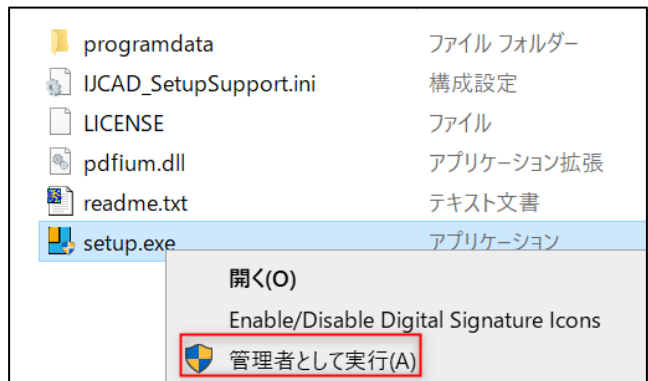 programdata ファイル フォルダー
IJCAD_SetupSupport.ini 構成設定
LICENSE ファイル
pdfium.dll アプリケーション拡張
readme.txt テキスト文書
setup.exe アプリケーション
開く(O)
Enable/Disable Digital Signature Icons
管理者として実行(A)